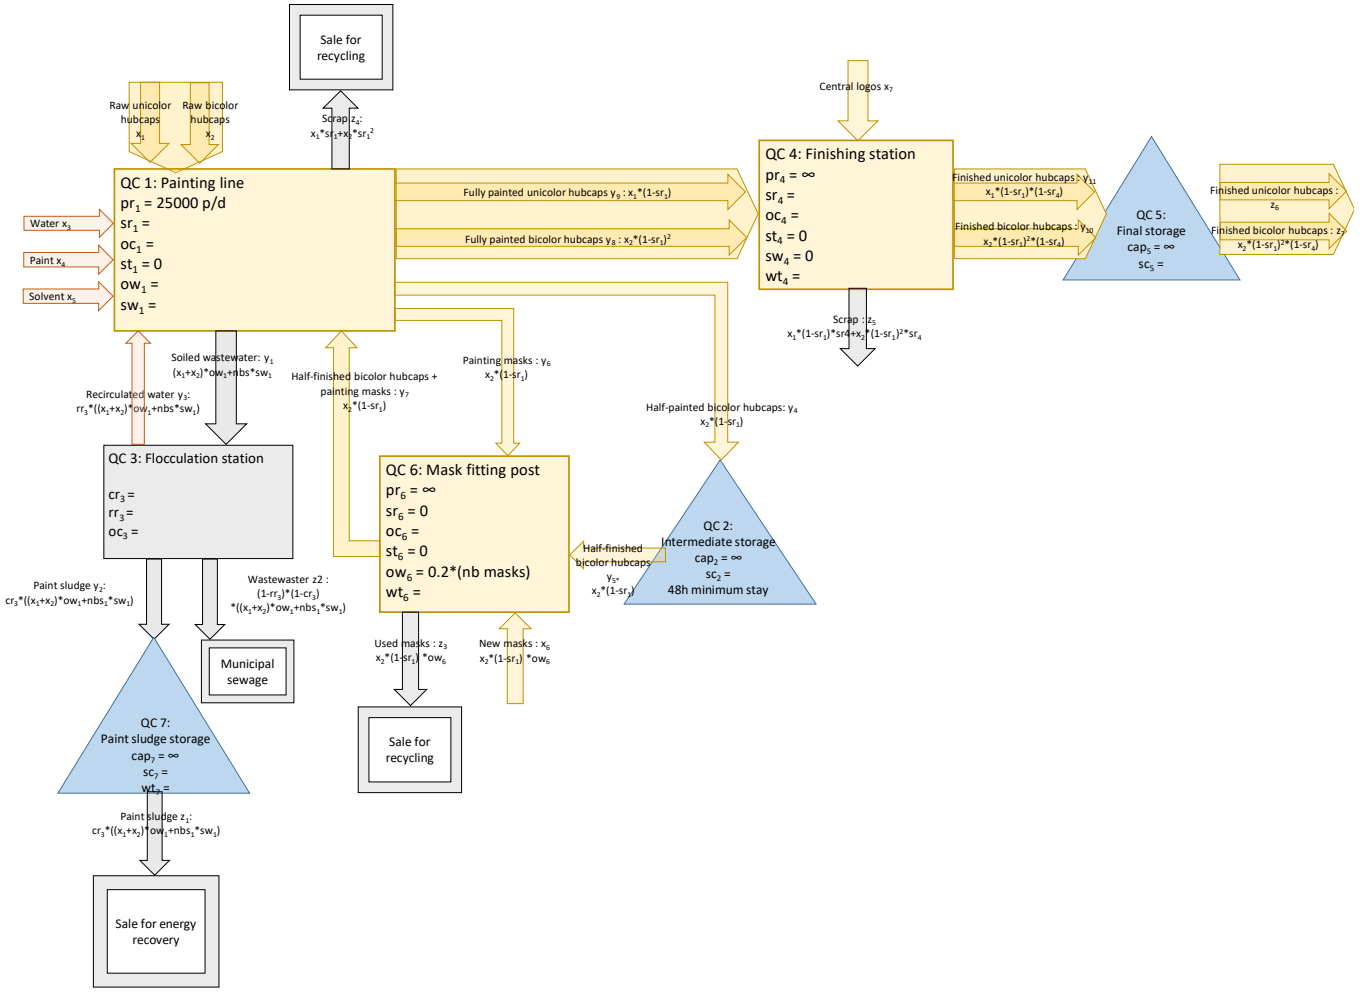 Sale for
recycling
Raw unicolor
hubcaps
x₁
Raw bicolor
hubcaps
x₂
Scrap z₄:
x₁*sr₁+x₂*sr₁²
Central logos x₇
QC 1: Painting line
pr₁ = 25000 p/d
sr₁ =
oc₁ =
st₁ = 0
ow₁ =
sw₁ =
Water x₃
Paint x₄
Solvent x₅
Fully painted unicolor hubcaps y₉ : x₁*(1-sr₁)
Fully painted bicolor hubcaps y₈ : x₂*(1-sr₁)²
QC 4: Finishing station
pr₄ = ∞
sr₄ =
oc₄ =
st₄ = 0
sw₄ = 0
wt₄ =
Finished unicolor hubcaps : y₁₁
x₁*(1-sr₁)*(1-sr₄)
Finished bicolor hubcaps : y₁₀
x₂*(1-sr₁)²*(1-sr₄)
QC 5:
Final storage
cap₅ = ∞
sc₅ =
Finished unicolor hubcaps :
z₆
Finished bicolor hubcaps : z₇
x₂*(1-sr₁)²*(1-sr₄)
Scrap : z₅
x₁*(1-sr₁)*sr4+x₂*(1-sr₁)²*sr₄
Soiled wastewater: y₁
(x₁+x₂)*ow₁+nbs*sw₁
Recirculated water y₃:
rr₃*((x₁+x₂)*ow₁+nbs*sw₁)
Half-finished bicolor hubcaps +
painting masks : y₇
x₂*(1-sr₁)
Painting masks : y₆
x₂*(1-sr₁)
Half-painted bicolor hubcaps: y₄
x₂*(1-sr₁)
QC 3: Flocculation station
cr₃ =
rr₃ =
oc₃ =
QC 6: Mask fitting post
pr₆ = ∞
sr₆ = 0
oc₆ =
st₆ = 0
ow₆ = 0.2*(nb masks)
wt₆ =
Half-finished
bicolor hubcaps
y₅*
x₂*(1-sr₁)
QC 2:
Intermediate storage
cap₂ = ∞
sc₂ =
48h minimum stay
Paint sludge y₂:
cr₃*((x₁+x₂)*ow₁+nbs₁*sw₁)
Wastewaster z2 :
(1-rr₃)*(1-cr₃)
*((x₁+x₂)*ow₁+nbs₁*sw₁)
Municipal
sewage
Used masks : z₃
x₂*(1-sr₁) *ow₆
New masks : x₆
x₂*(1-sr₁) *ow₆
Sale for
recycling
QC 7:
Paint sludge storage
cap₇ = ∞
sc₇ =
wt₇ =
Paint sludge z₁:
cr₃*((x₁+x₂)*ow₁+nbs₁*sw₁)
Sale for energy
recovery